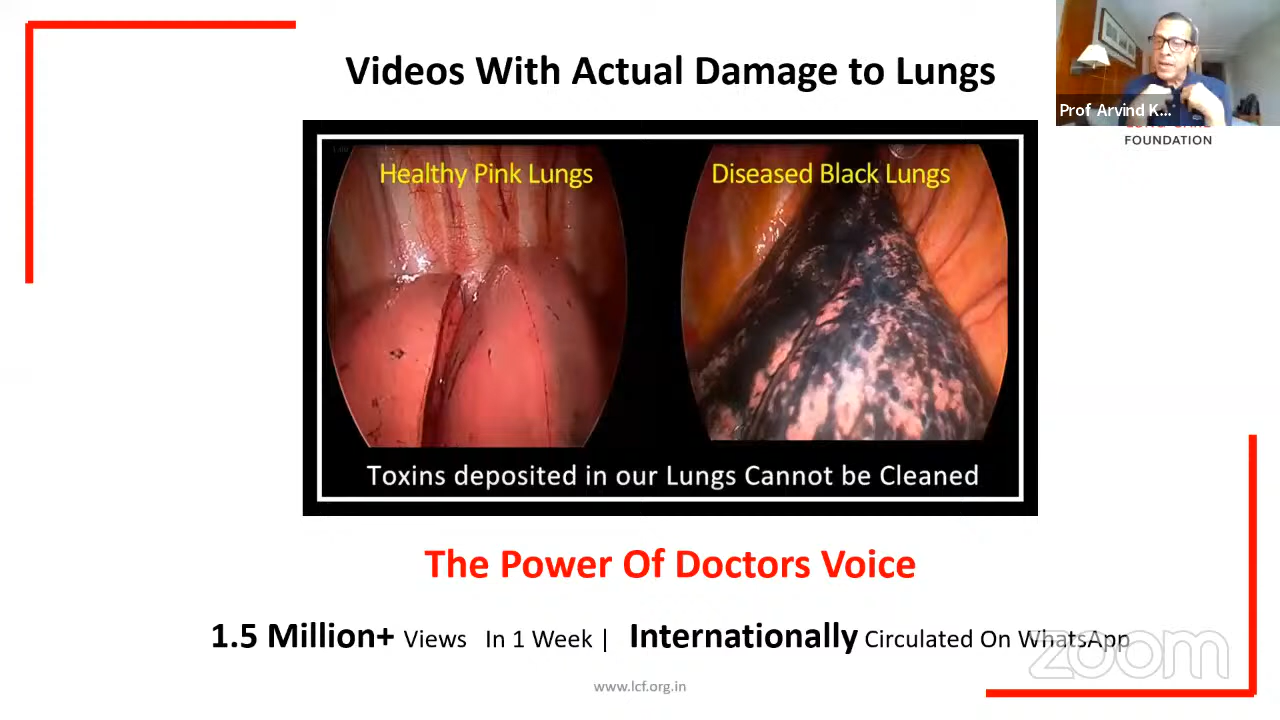 Videos With Actual Damage to Lungs
Prof Arvind K...
FOUNDATION
Healthy Pink Lungs
Diseased Black Lungs
Toxins deposited in our Lungs Cannot be Cleaned
The Power Of Doctors Voice
1.5 Million+ Views In 1 Week | Internationally Circulated On WhatsApp
zoom
www.lcf.org.in